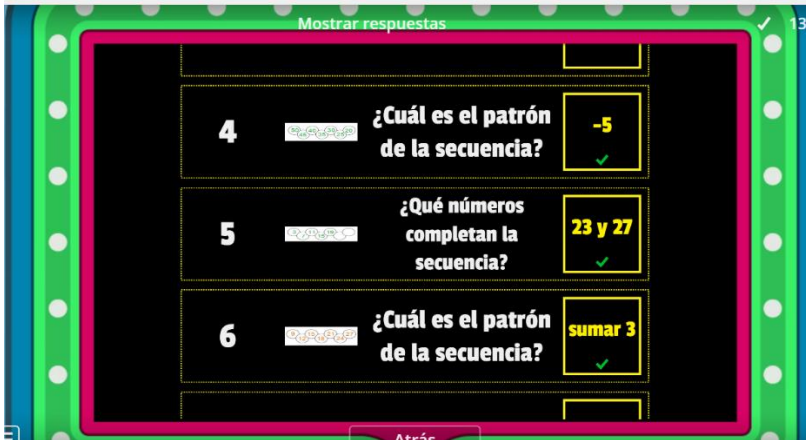 Mostrar respuestas
13
4
¿Cuál es el patrón
de la secuencia?
-5
5
¿Qué números
completan la
secuencia?
23 y 27
6
¿Cuál es el patrón
de la secuencia?
sumar 3
Atrás